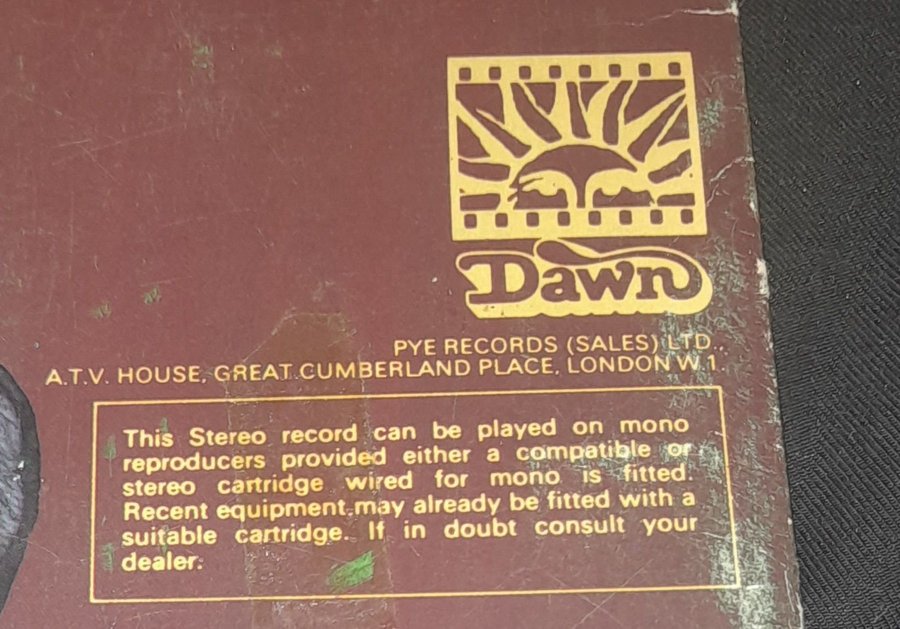 Dawn
PYE RECORDS (SALES) LTD.,
A.T.V. HOUSE, GREAT CUMBERLAND PLACE, LONDON W.1.
This Stereo record can be played on mono
reproducers provided either a compatible or
stereo cartridge wired for mono is fitted.
Recent equipment may already be fitted with a
suitable cartridge. If in doubt consult your
dealer.